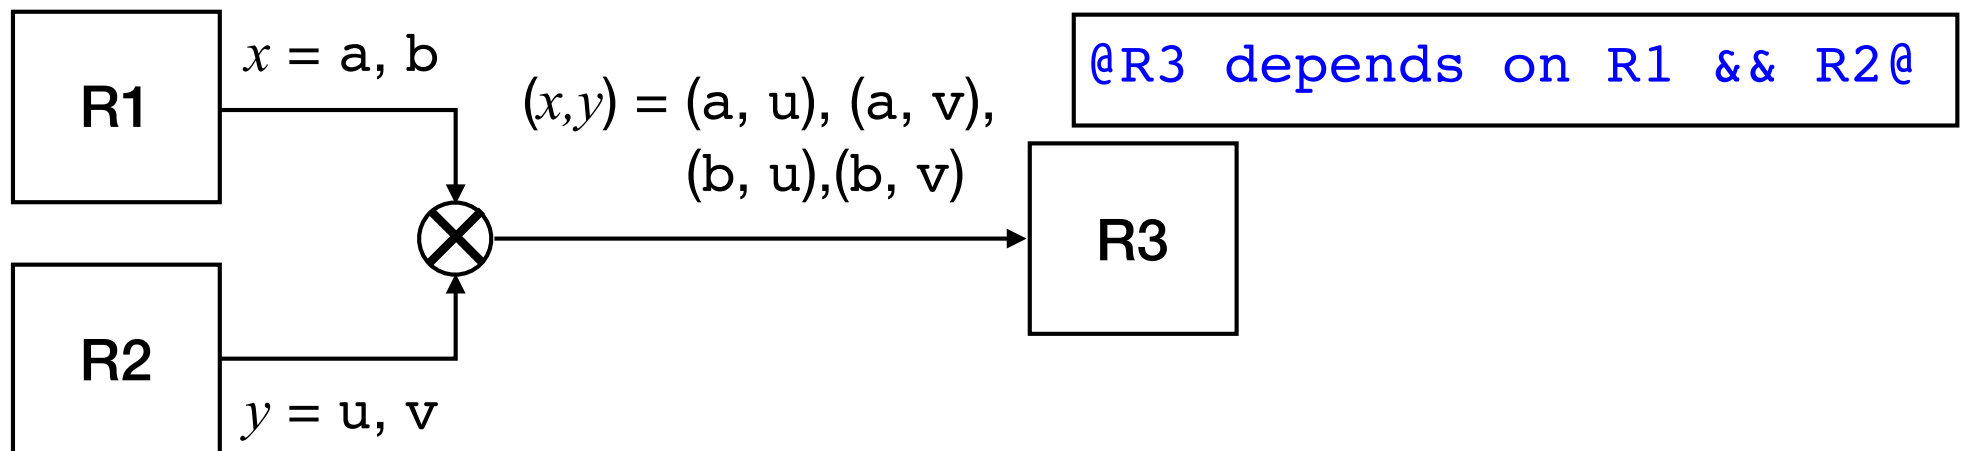 R1
x = a, b
(x,y) = (a, u), (a, v),
(b, u),(b, v)
@R3 depends on R1 && R2@
R3
R2
y = u, v